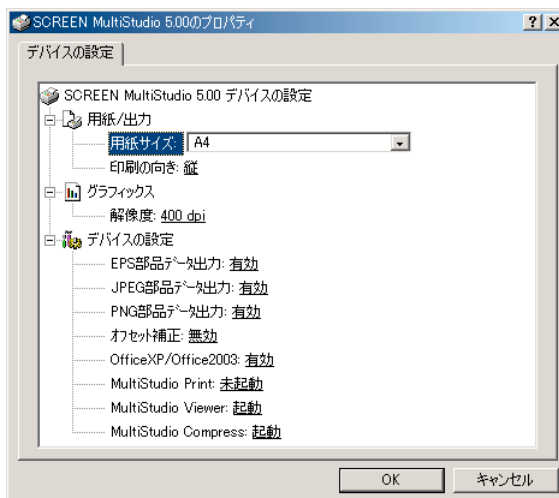 SCREEN MultiStudio 5.00のプロパティ
デバイスの設定
SCREEN MultiStudio 5.00 デバイスの設定
用紙/出力
用紙サイズ: A4
印刷の向き: 縦
グラフィックス
解像度: 400 dpi
デバイスの設定
EPS部品データ出力: 有効
JPEG部品データ出力: 有効
PNG部品データ出力: 有効
オフセット補正: 無効
OfficeXP/Office2003: 有効
MultiStudio Print: 未起動
MultiStudio Viewer: 起動
MultiStudio Compress: 起動
OK キャンセル